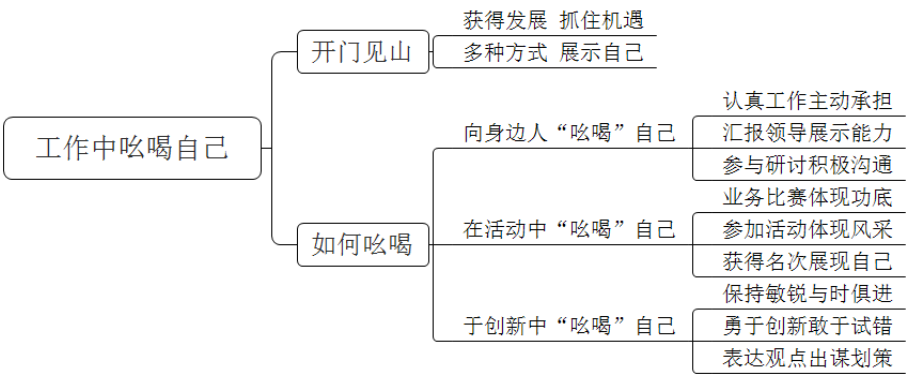 工作中吆喝自己
开门见山
获得发展 抓住机遇
多种方式 展示自己
如何吆喝
向身边人“吆喝”自己
认真工作主动承担
汇报领导展示能力
参与研讨积极沟通
在活动中“吆喝”自己
业务比赛体现功底
参加活动体现风采
获得名次展现自己
于创新中“吆喝”自己
保持敏锐与时俱进
勇于创新敢于试错
表达观点出谋划策